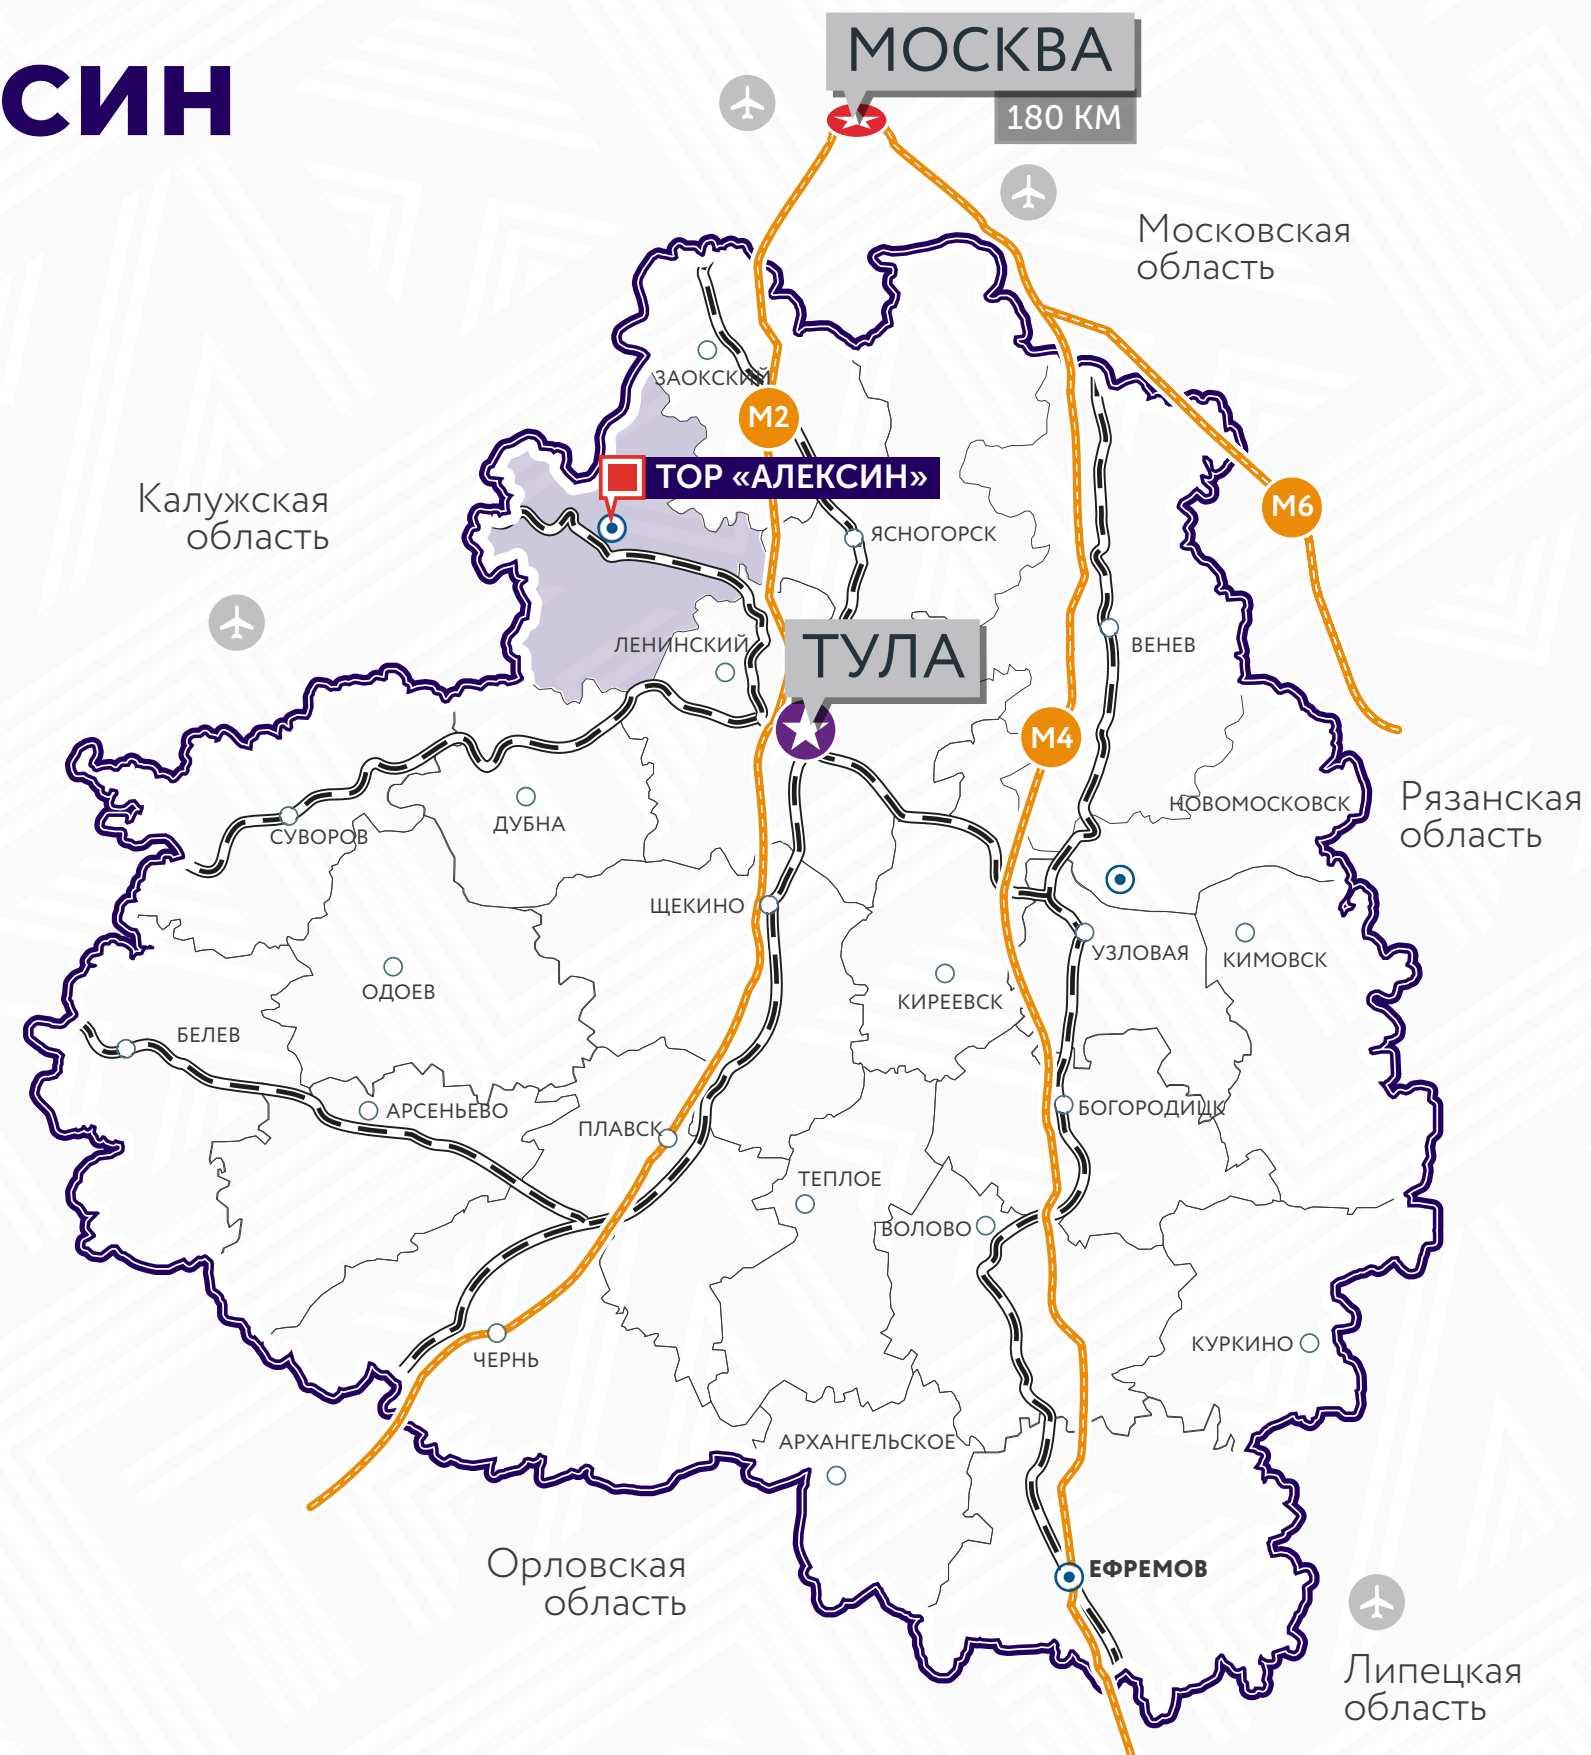 СИН
МОСКВА
180 КМ
Московская
область
ЗАОКСКИЙ
М2
ТОР «АЛЕКСИН»
Калужская
область
М6
ЯСНОГОРСК
ЛЕНИНСКИЙ
ТУЛА
ВЕНЕВ
М4
НОВОМОСКОВСК
Рязанская
область
СУВОРОВ
ДУБНА
ЩЕКИНО
УЗЛОВАЯ
КИМОВСК
ОДОЕВ
КИРЕЕВСК
БЕЛЕВ
АРСЕНЬЕВО
БОГОРОДИЦК
ПЛАВСК
ТЕПЛОЕ
ВОЛОВО
КУРКИНО
ЧЕРНЬ
АРХАНГЕЛЬСКОЕ
Орловская
область
ЕФРЕМОВ
Липецкая
область